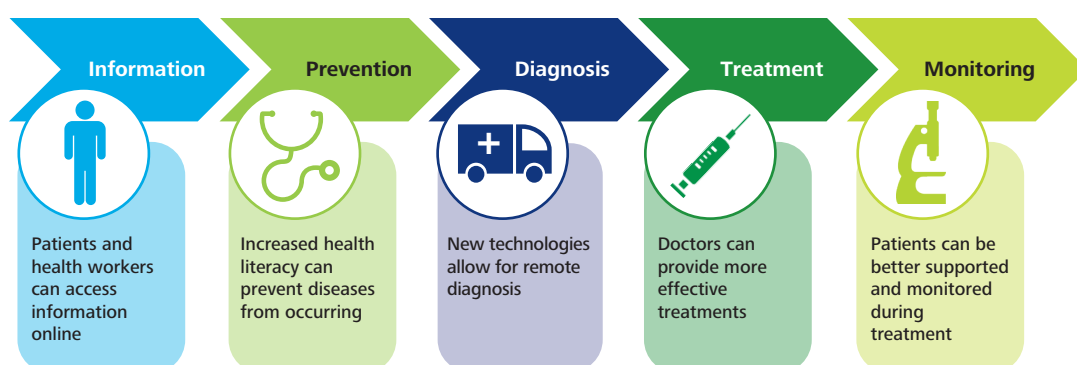 Information
Prevention
Diagnosis
Treatment
Monitoring
Patients and
health workers
can access
information
online
Increased health
literacy can
prevent diseases
from occurring
New technologies
allow for remote
diagnosis
Doctors can
provide more
effective
treatments
Patients can be
better supported
and monitored
during
treatment